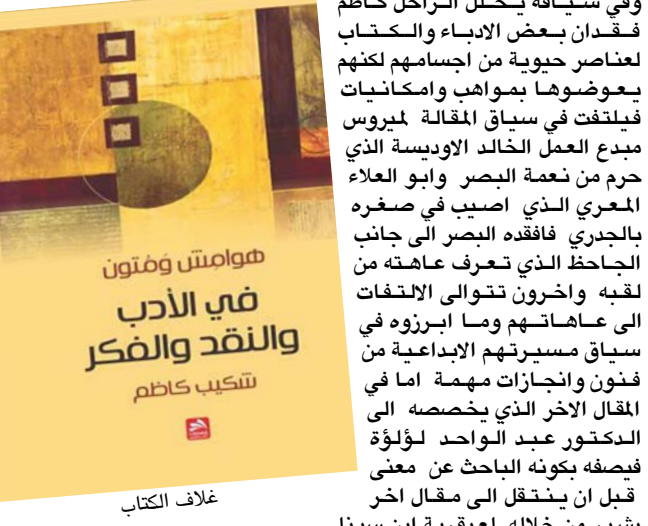 وفي سياقه يحلل الراحل كاظم
فقدان بعض الادباء والكتاب
لعناصر حيوية من اجسامهم لكنهم
يعوضوها بمواهب وامكانيات
فيلتفت في سياق المقالة لميروس
مبدع العمل الخالد الاوديسة الذي
حرم من نعمة البصر وابو العلاء
المعري الذي اصيب في صغره
بالجدري فافقده البصر الى جانب
الجاحظ الذي تعرف عاهته من
لقبه واخرون تتوالى الالتفات
الى عاهاتهم وما ابرزوه في
سياق مسيرتهم الابداعية من
فنون وانجازات مهمة اما في
المقال الاخر الذي يخصصه الى
الدكتور عبد الواحد لؤلؤة
فيصفه بكونه الباحث عن معنى
قبل ان ينتقل الى مقال اخر
هوامش وَمُتون
في الأدب
والنقد والفكر
شكيب كاظم
غلاف الكتاب